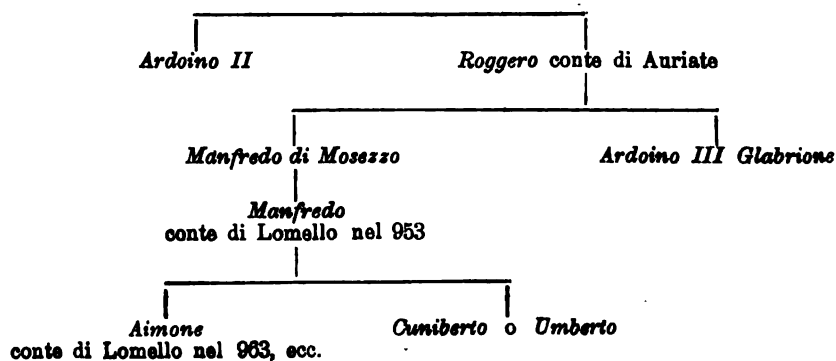 Ardoino II Roggero conte di Auriate
Manfredo di Mosezzo Ardoino III Glabrione
Manfredo
conte di Lomello nel 953
Aimone Cuniberto o Umberto
conte di Lomello nel 963, ecc.